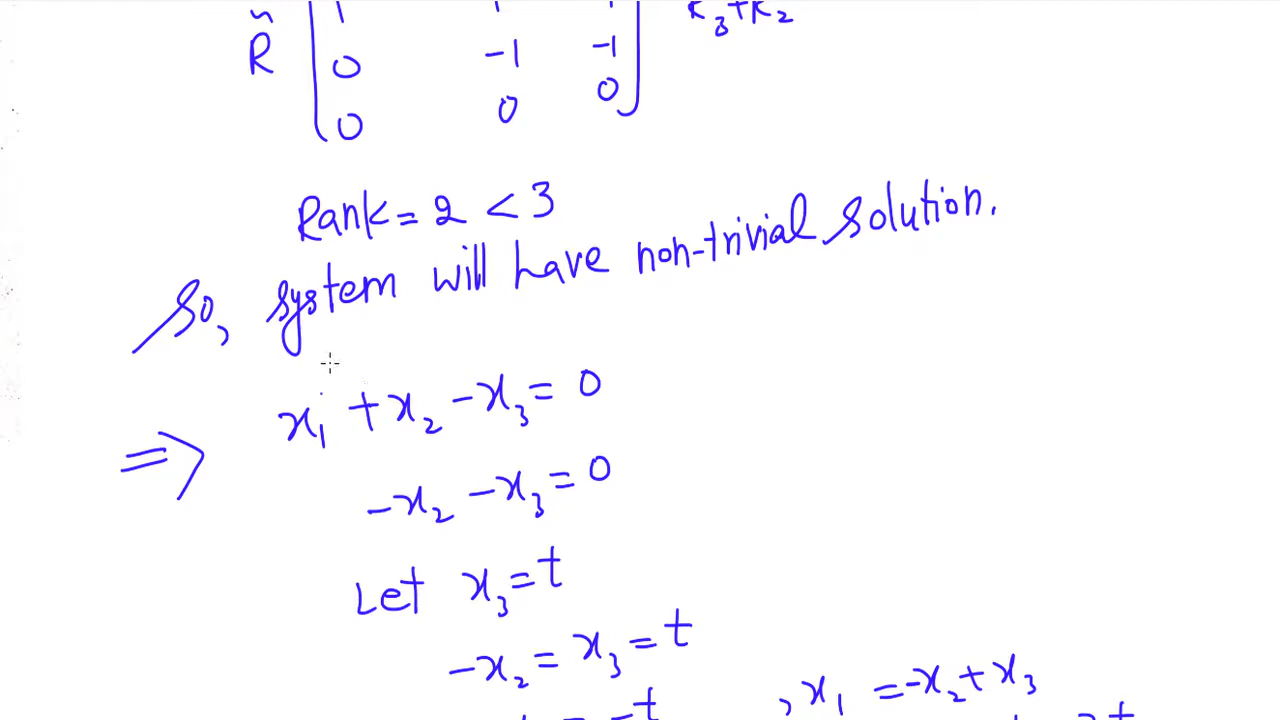 R
0 -1 -1
0 0 0
Rank = 2 < 3
So, system will have non-trivial solution.
⇒ x₁ + x₂ - x₃ = 0
-x₂ - x₃ = 0
Let x₃ = t
-x₂ = x₃ = t
, x₁ = -x₂ + x₃